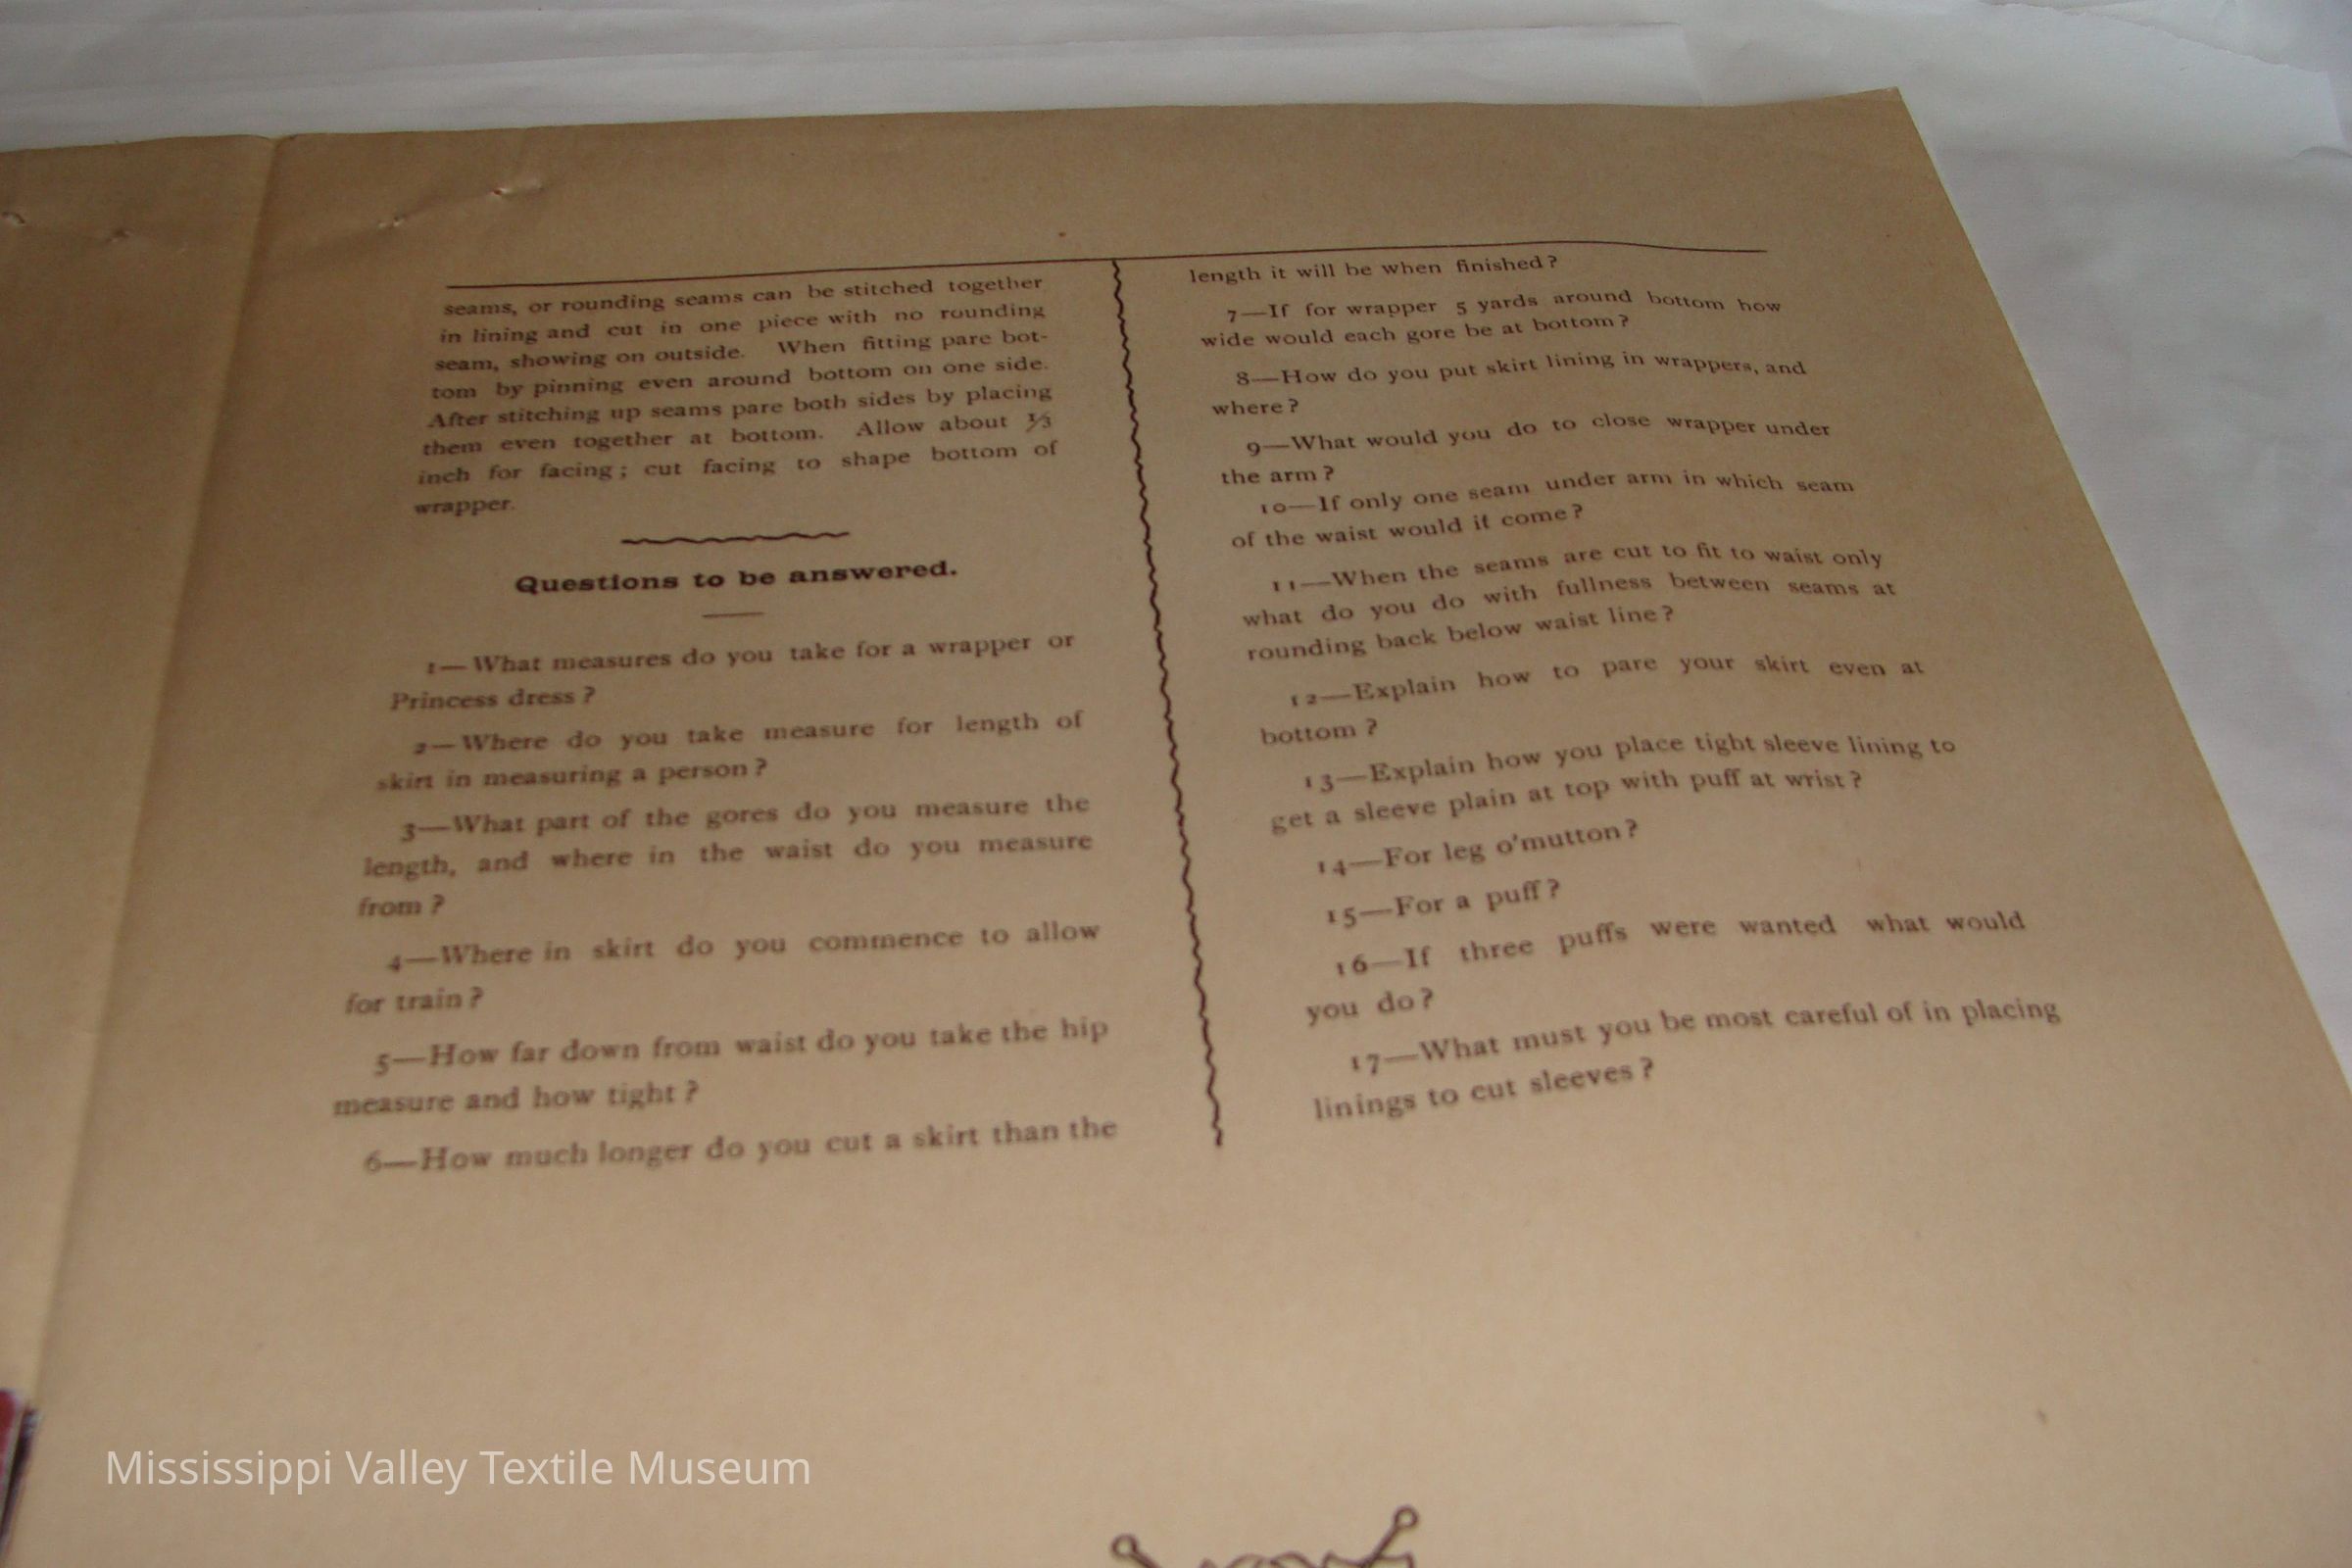 seams, or rounding seams can be stitched together
in lining and cut in one piece with no rounding
seam, showing on outside. When fitting pare bot-
tom by pinning even around bottom on one side.
After stitching up seams pare both sides by placing
them even together at bottom. Allow about ⅓
inch for facing; cut facing to shape bottom of
wrapper.
Questions to be answered.
1—What measures do you take for a wrapper or
Princess dress?
2—Where do you take measure for length of
skirt in measuring a person?
3—What part of the gores do you measure the
length, and where in the waist do you measure
from?
4—Where in skirt do you commence to allow
for train?
5—How far down from waist do you take the hip
measure and how tight?
6—How much longer do you cut a skirt than the
length it will be when finished?
7—If for wrapper 5 yards around bottom how
wide would each gore be at bottom?
8—How do you put skirt lining in wrappers, and
where?
9—What would you do to close wrapper under
the arm?
10—If only one seam under arm in which seam
of the waist would it come?
11—When the seams are cut to fit to waist only
what do you do with fullness between seams at
rounding back below waist line?
12—Explain how to pare your skirt even at
bottom?
13—Explain how you place tight sleeve lining to
get a sleeve plain at top with puff at wrist?
14—For leg o'mutton?
15—For a puff?
16—If three puffs were wanted what would
you do?
17—What must you be most careful of in placing
linings to cut sleeves?
Mississippi Valley Textile Museum